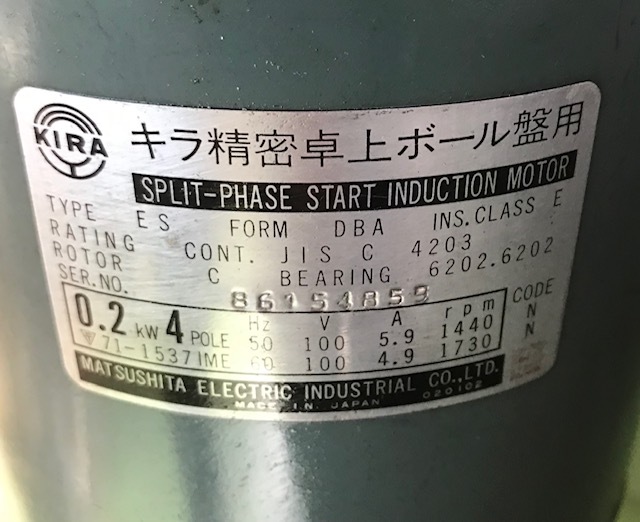 KIRA キラ精密卓上ボール盤用
SPLIT-PHASE START INDUCTION MOTOR
TYPE ES FORM DBA INS.CLASS E
RATING CONT. JIS C 4203
ROTOR C BEARING 6202.6202
SER.NO. 86154859
0.2 kW 4 POLE Hz V A rpm CODE
50 100 5.9 1440 N
▽71-1537IME 60 100 4.9 1730 N
MATSUSHITA ELECTRIC INDUSTRIAL CO.,LTD.
MADE IN JAPAN 020102